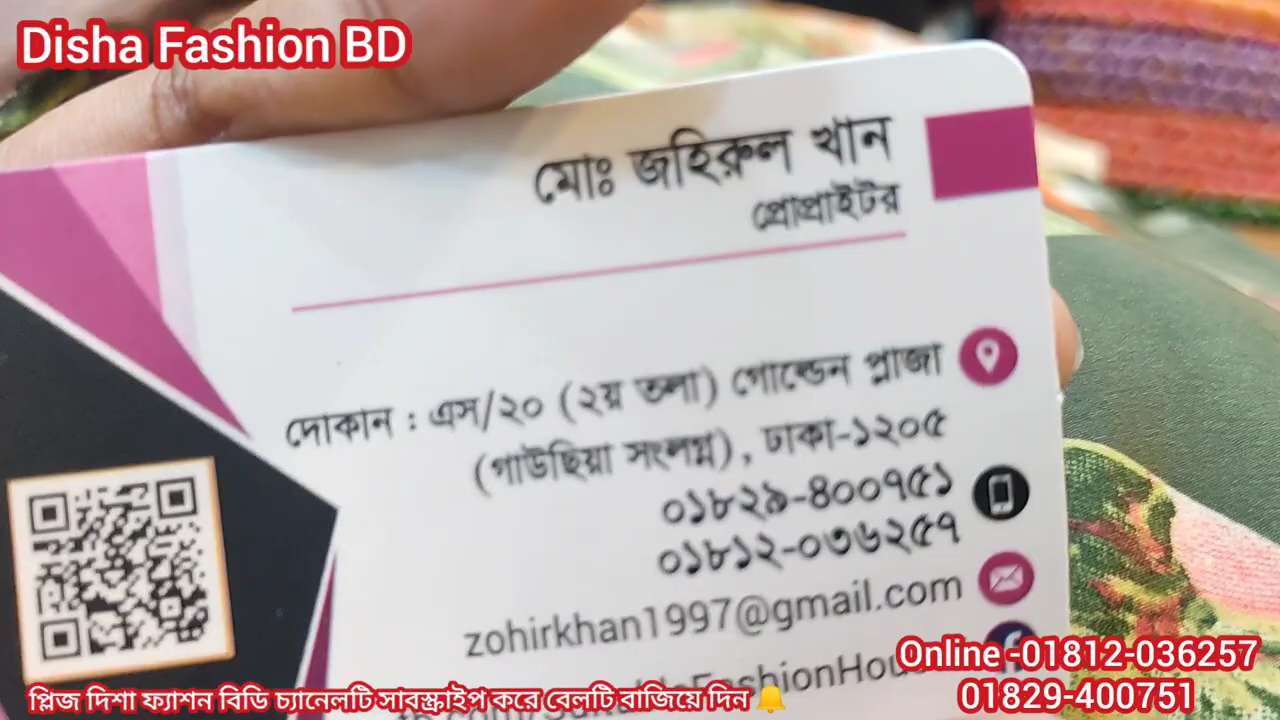 Disha Fashion BD
মোঃ জহিরুল খান
প্রোপ্রাইটর
দোকান : এস/২০ (২য় তলা) গোল্ডেন প্লাজা
(গাউছিয়া সংলগ্ন), ঢাকা-১২০৫
০১৮২৯-৪০০৭৫১
০১৮১২-০৩৬২৫৭
zohirkhan1997@gmail.com
Online -01812-036257
01829-400751
প্লিজ দিশা ফ্যাশন বিডি চ্যানেলটি সাবস্ক্রাইপ করে বেলটি বাজিয়ে দিন 🔔